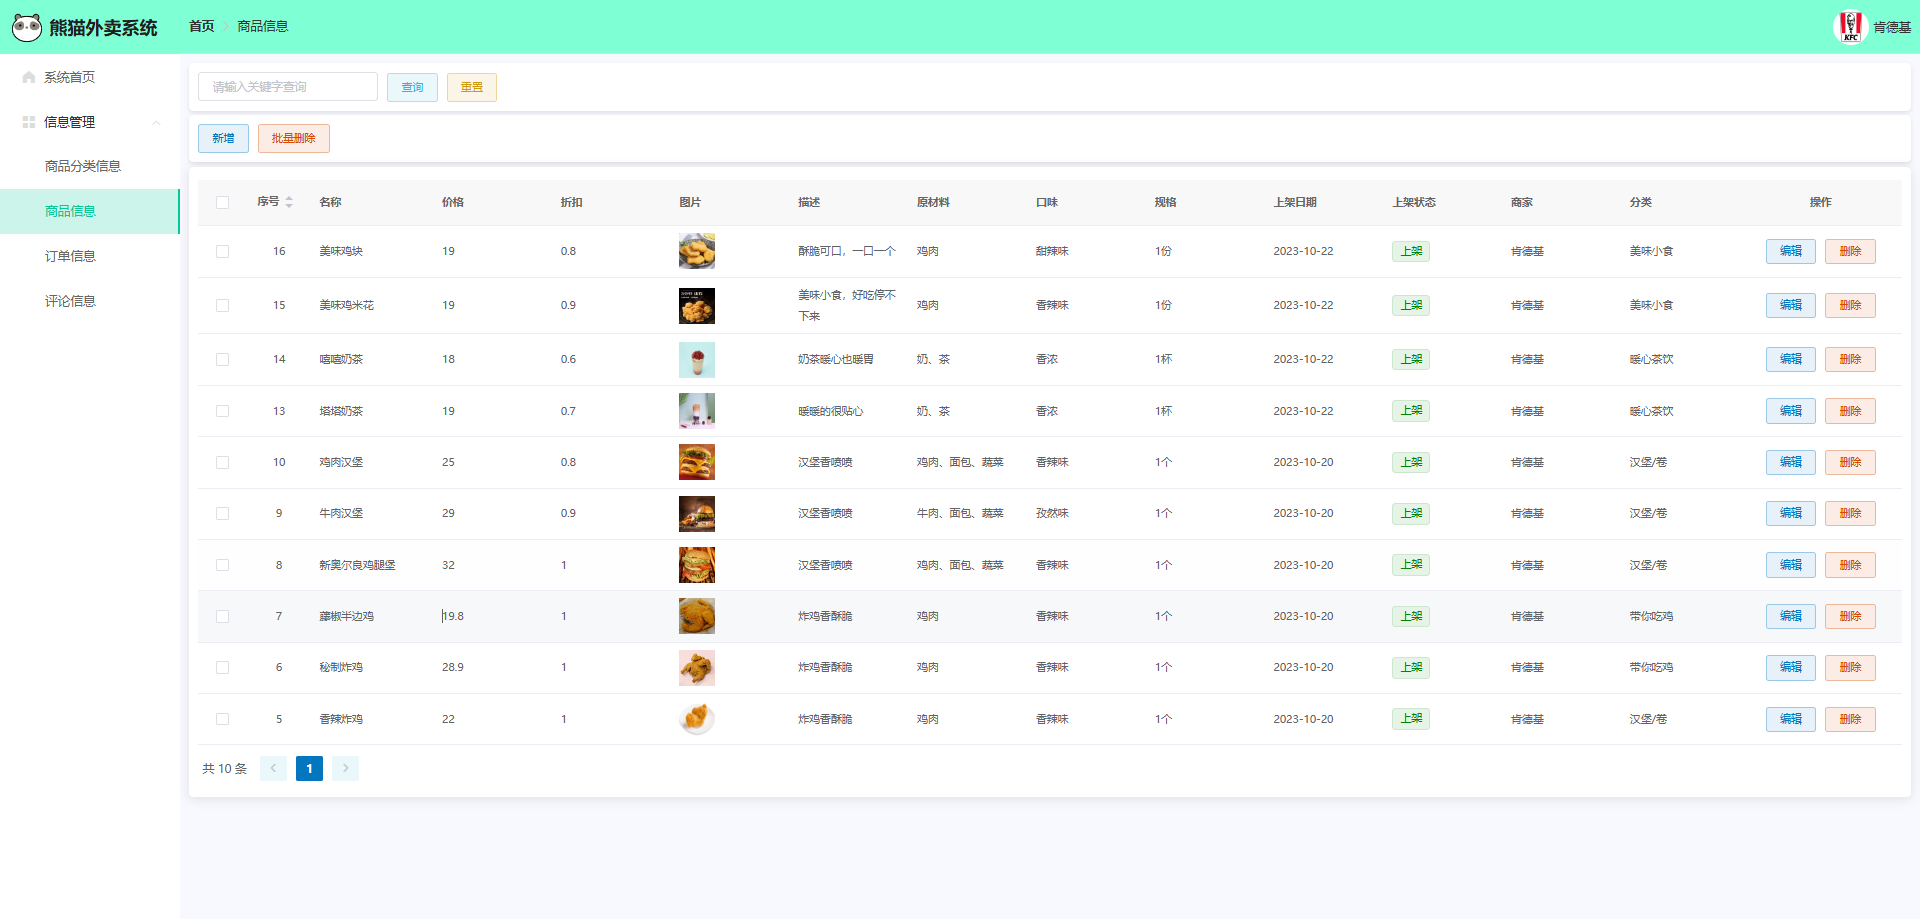 熊猫外卖系统
首页 商品信息
KFC 肯德基
系统首页
信息管理
商品分类信息
商品信息
订单信息
评论信息
请输入关键字查询 查询 重置
新增 批量删除
序号 名称 价格 折扣 图片 描述 原材料 口味 规格 上架日期 上架状态 商家 分类 操作
16 美味鸡块 19 0.8 酥脆可口，一口一个 鸡肉 甜辣味 1份 2023-10-22 上架 肯德基 美味小食 编辑 删除
15 美味鸡米花 19 0.9 美味小食，好吃停不 鸡肉 香辣味 1份 2023-10-22 上架 肯德基 美味小食 编辑 删除
下来
14 嘻嘻奶茶 18 0.6 奶茶暖心也暖胃 奶、茶 香浓 1杯 2023-10-22 上架 肯德基 暖心茶饮 编辑 删除
13 塔塔奶茶 19 0.7 暖暖的很贴心 奶、茶 香浓 1杯 2023-10-22 上架 肯德基 暖心茶饮 编辑 删除
10 鸡肉汉堡 25 0.8 汉堡香喷喷 鸡肉、面包、蔬菜 香辣味 1个 2023-10-20 上架 肯德基 汉堡/卷 编辑 删除
9 牛肉汉堡 29 0.9 汉堡香喷喷 牛肉、面包、蔬菜 孜然味 1个 2023-10-20 上架 肯德基 汉堡/卷 编辑 删除
8 新奥尔良鸡腿堡 32 1 汉堡香喷喷 鸡肉、面包、蔬菜 香辣味 1个 2023-10-20 上架 肯德基 汉堡/卷 编辑 删除
7 藤椒半边鸡 19.8 1 炸鸡香酥脆 鸡肉 香辣味 1个 2023-10-20 上架 肯德基 带你吃鸡 编辑 删除
6 秘制炸鸡 28.9 1 炸鸡香酥脆 鸡肉 香辣味 1个 2023-10-20 上架 肯德基 带你吃鸡 编辑 删除
5 香辣炸鸡 22 1 炸鸡香酥脆 鸡肉 香辣味 1个 2023-10-20 上架 肯德基 汉堡/卷 编辑 删除
共 10 条 1